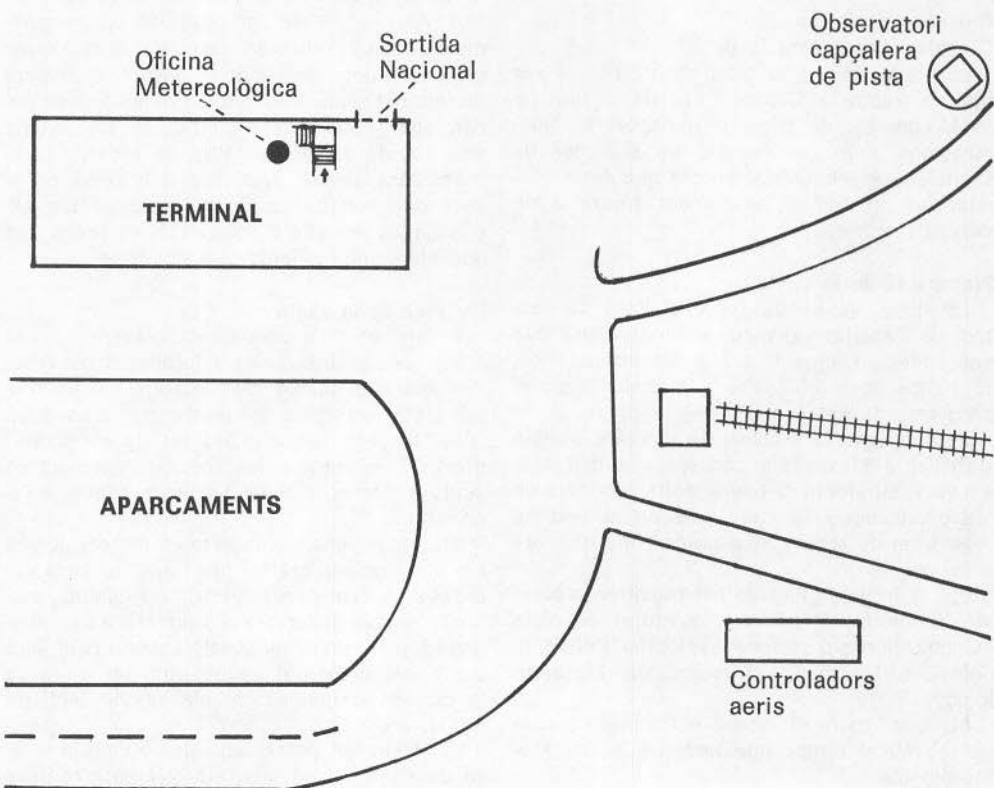 Observatori
capçalera
de pista
Sortida
Nacional
Oficina
Metereològica
TERMINAL
APARCAMENTS
Controladors
aeris